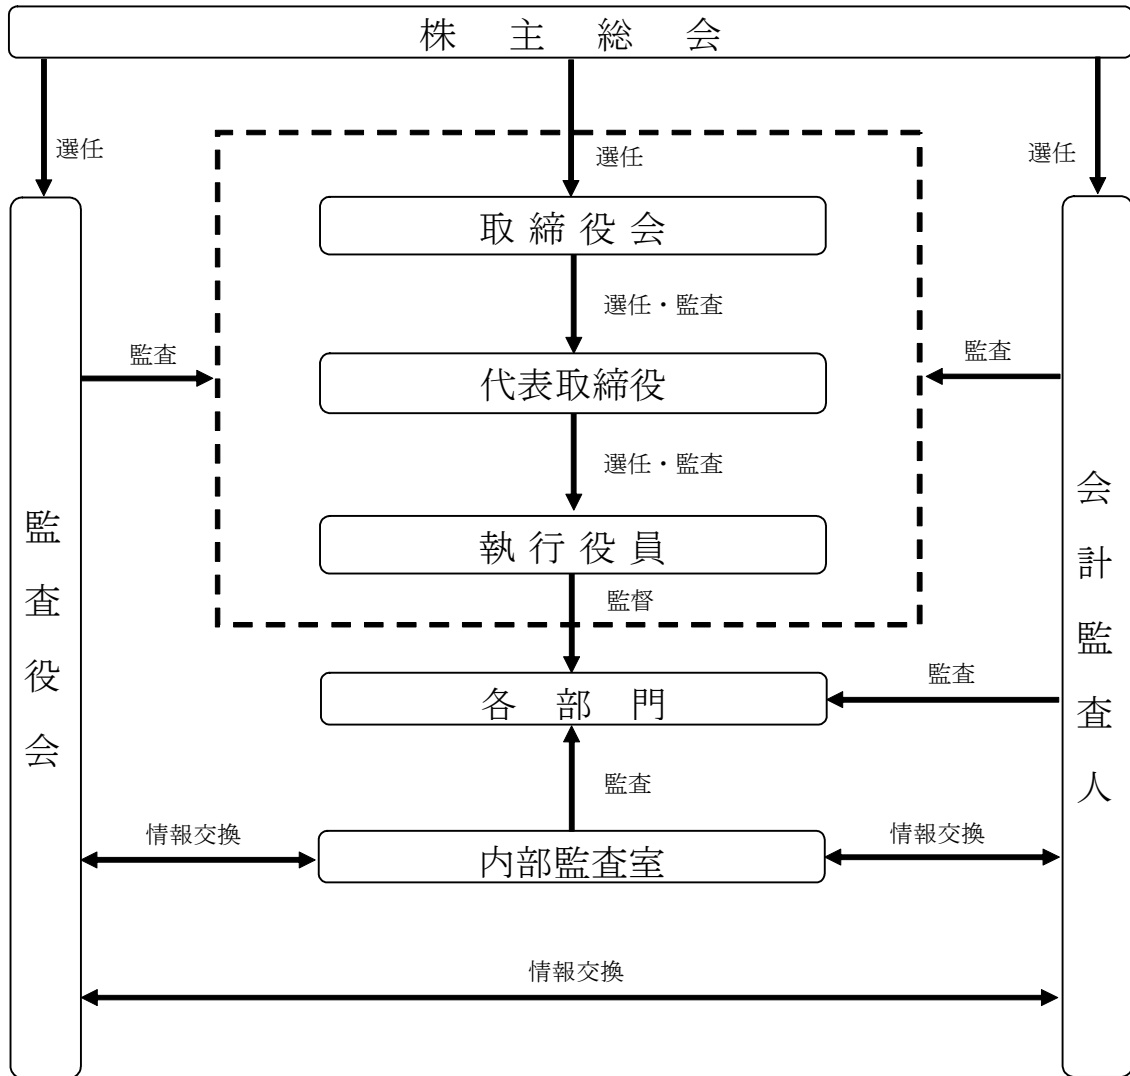 株主総会
選任
選任
選任
取締役会
選任・監査
監査
監査
代表取締役
選任・監査
執行役員
監督
監査役会
会計監査人
監査
各部門
監査
情報交換
情報交換
内部監査室
情報交換